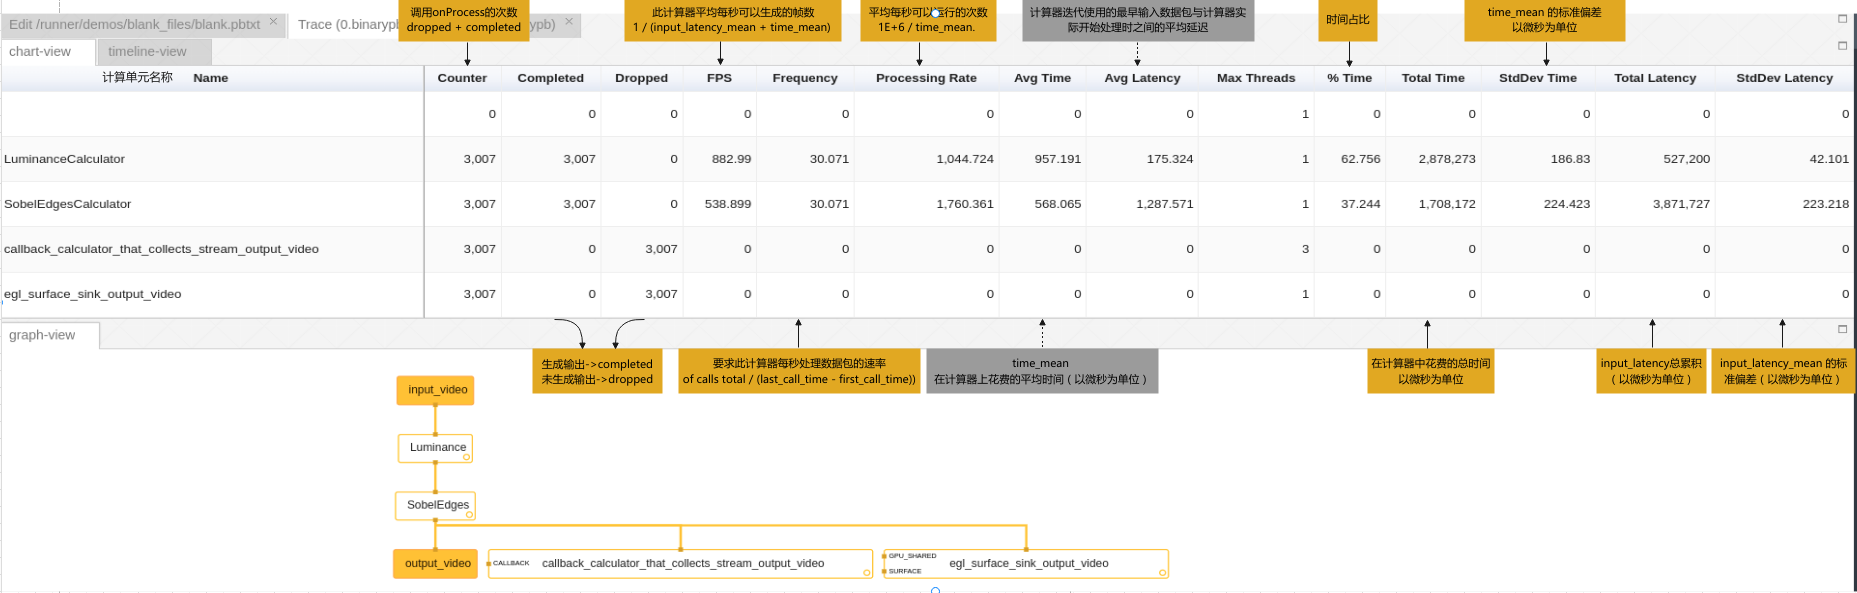 调用onProcess的次数
dropped + completed
此计算器平均每秒可以生成的帧数
1 / (input_latency_mean + time_mean)
平均每秒可以运行的次数
1E+6 / time_mean.
计算器迭代使用的最早输入数据包与计算器实
际开始处理时之间的平均延迟
时间占比
time_mean 的标准偏差
以微秒为单位
Edit /runner/demos/blank_files/blank.pbtxt
Trace (0.binarypb
ypb)
chart-view
timeline-view
计算单元名称 Name Counter Completed Dropped FPS Frequency Processing Rate Avg Time Avg Latency Max Threads % Time Total Time StdDev Time Total Latency StdDev Latency
0 0 0 0 0 0 0 0 1 0 0 0 0 0
LuminanceCalculator 3,007 3,007 0 882.99 30.071 1,044.724 957.191 175.324 1 62.756 2,878,273 186.83 527,200 42.101
SobelEdgesCalculator 3,007 3,007 0 538.899 30.071 1,760.361 568.065 1,287.571 1 37.244 1,708,172 224.423 3,871,727 223.218
callback_calculator_that_collects_stream_output_video 3,007 0 3,007 0 0 0 0 0 3 0 0 0 0 0
egl_surface_sink_output_video 3,007 0 3,007 0 0 0 0 0 1 0 0 0 0 0
graph-view
生成输出->completed
未生成输出->dropped
要求此计算器每秒处理数据包的速率
of calls total / (last_call_time - first_call_time))
time_mean
在计算器上花费的平均时间（以微秒为单位）
在计算器中花费的总时间
以微秒为单位
input_latency总累积
（以微秒为单位）
input_latency_mean 的标
准偏差（以微秒为单位）
input_video
Luminance
SobelEdges
output_video
CALLBACK callback_calculator_that_collects_stream_output_video
GPU_SHARED
SURFACE
egl_surface_sink_output_video